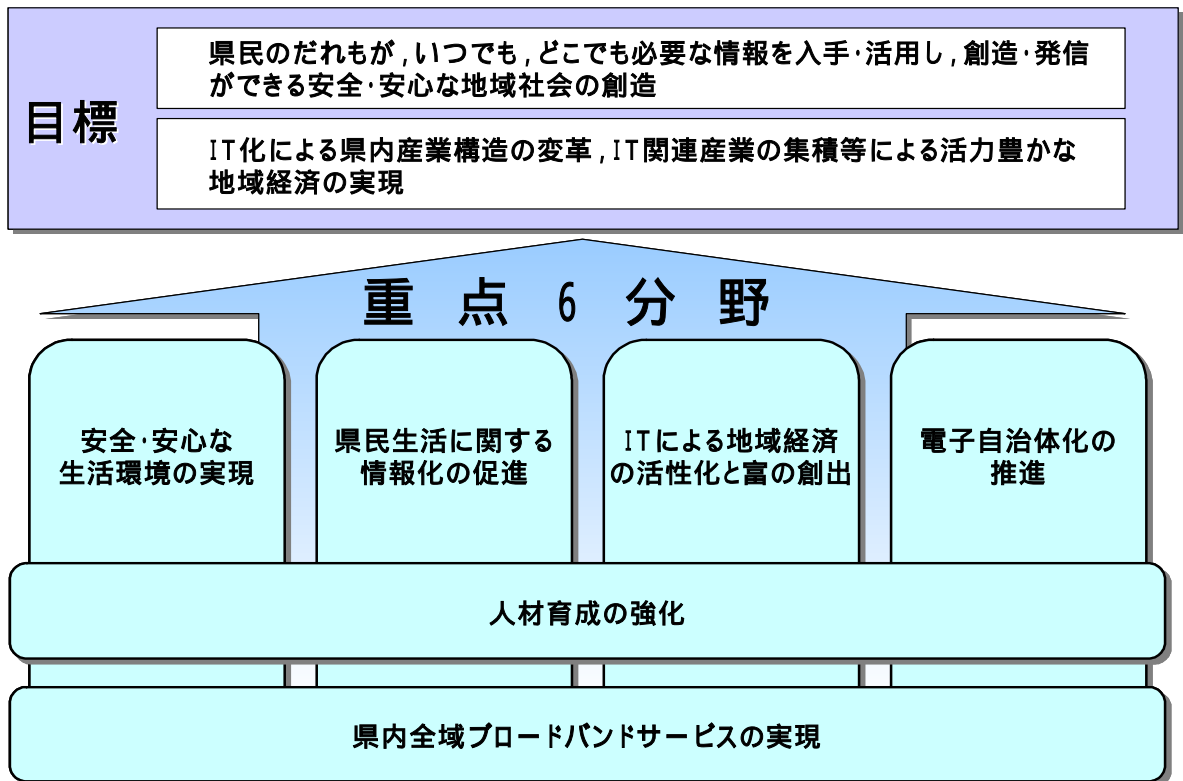 目標
県民のだれもが,いつでも,どこでも必要な情報を入手・活用し,創造・発信
ができる安全・安心な地域社会の創造
IT化による県内産業構造の変革,IT関連産業の集積等による活力豊かな
地域経済の実現
重点6分野
安全・安心な
生活環境の実現
県民生活に関する
情報化の促進
ITによる地域経済
の活性化と富の創出
電子自治体化の
推進
人材育成の強化
県内全域ブロードバンドサービスの実現